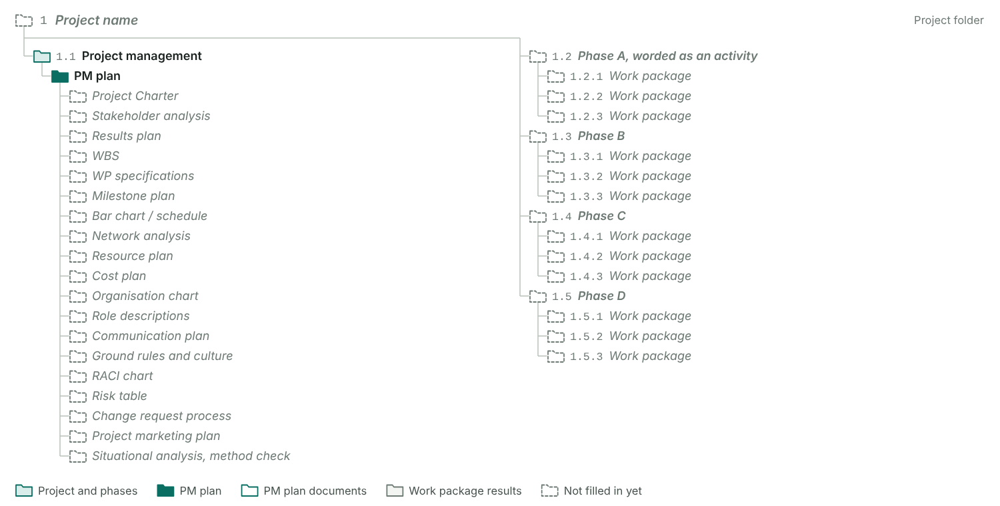 1 Project name
Project folder
1.1 Project management
PM plan
Project Charter
Stakeholder analysis
Results plan
WBS
WP specifications
Milestone plan
Bar chart / schedule
Network analysis
Resource plan
Cost plan
Organisation chart
Role descriptions
Communication plan
Ground rules and culture
RACI chart
Risk table
Change request process
Project marketing plan
Situational analysis, method check
1.2 Phase A, worded as an activity
1.2.1 Work package
1.2.2 Work package
1.2.3 Work package
1.3 Phase B
1.3.1 Work package
1.3.2 Work package
1.3.3 Work package
1.4 Phase C
1.4.1 Work package
1.4.2 Work package
1.4.3 Work package
1.5 Phase D
1.5.1 Work package
1.5.2 Work package
1.5.3 Work package
Project and phases
PM plan
PM plan documents
Work package results
Not filled in yet